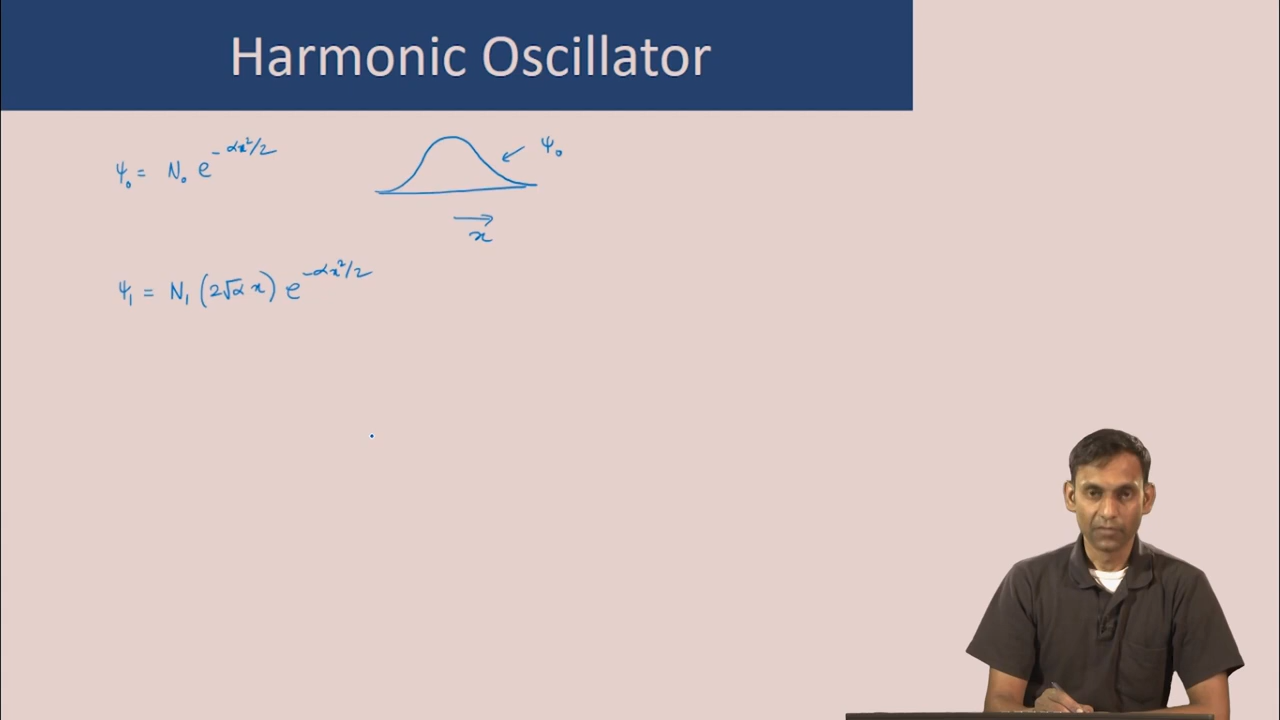 Harmonic Oscillator
ψ₀ = N₀ e^{-αx²/2}
ψ₀
x
ψ₁ = N₁ (2√α x) e^{-αx²/2}